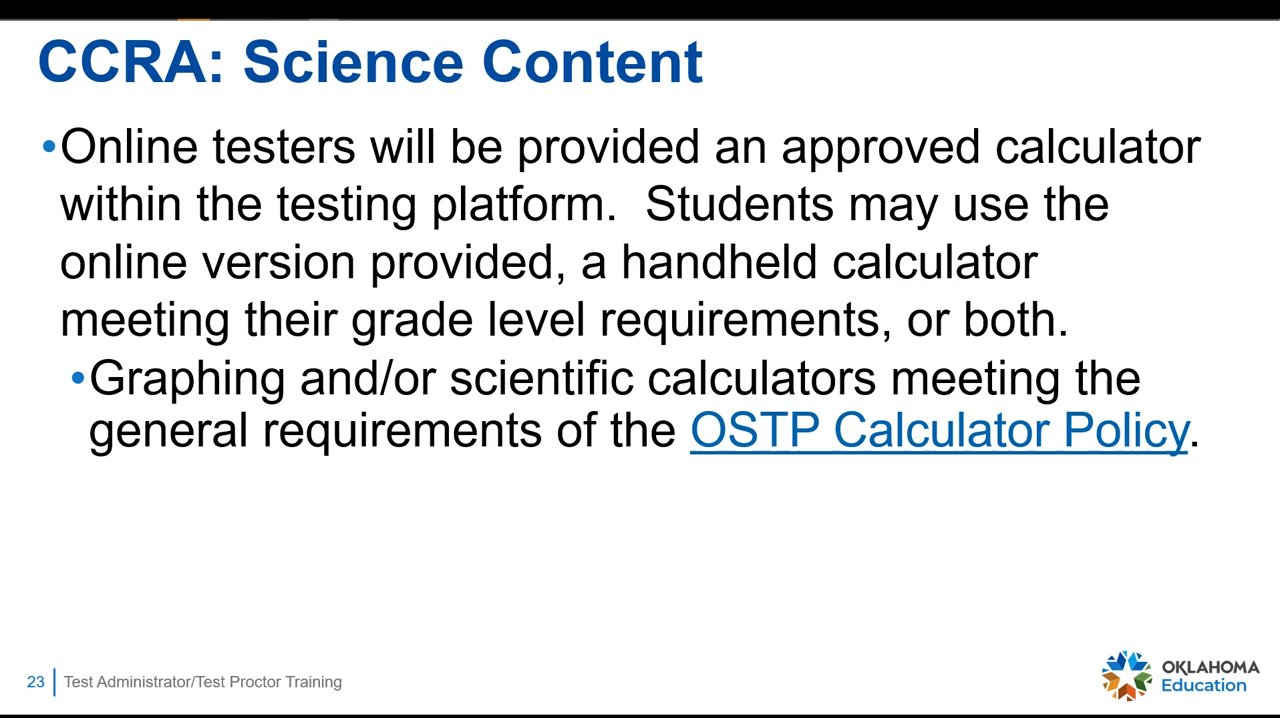 CCRA: Science Content
•Online testers will be provided an approved calculator
within the testing platform.  Students may use the
online version provided, a handheld calculator
meeting their grade level requirements, or both.
•Graphing and/or scientific calculators meeting the
general requirements of the OSTP Calculator Policy.
23 Test Administrator/Test Proctor Training
OKLAHOMA
Education